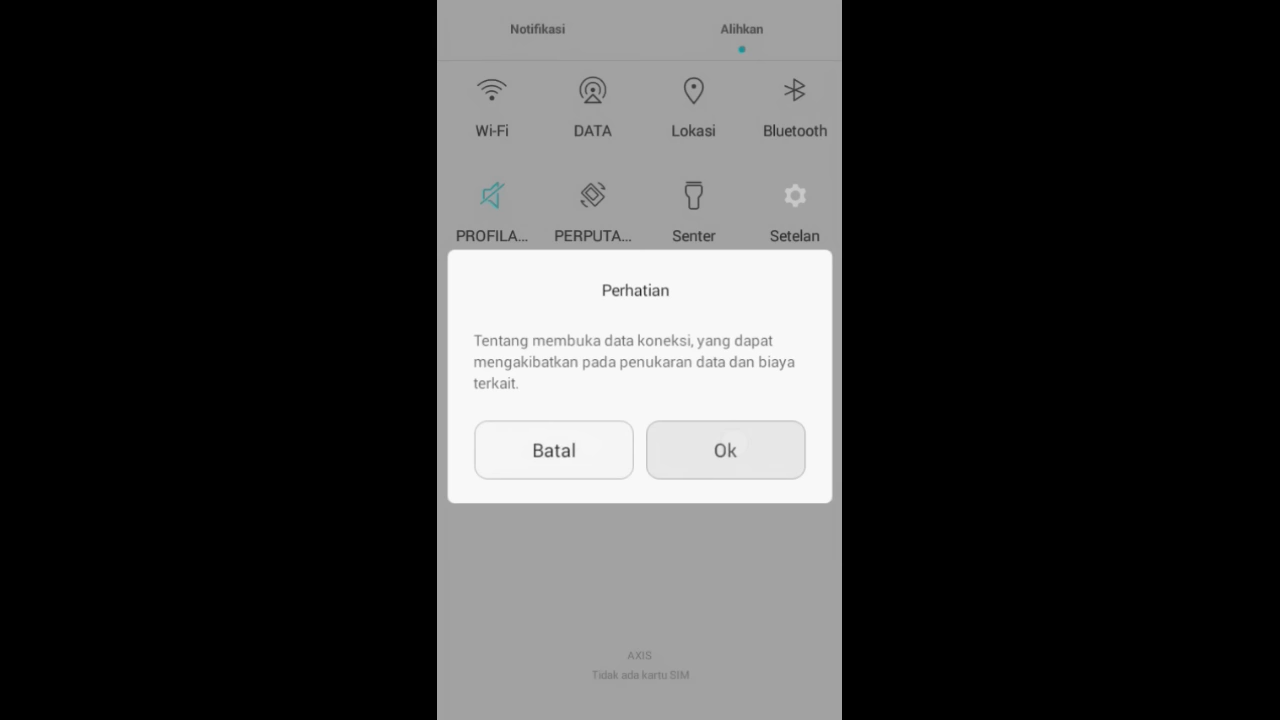 Notifikasi Alihkan
Wi-Fi DATA Lokasi Bluetooth
PROFILA... PERPUTA... Senter Setelan
Perhatian
Tentang membuka data koneksi, yang dapat
mengakibatkan pada penukaran data dan biaya
terkait.
Batal Ok
AXIS
Tidak ada kartu SIM